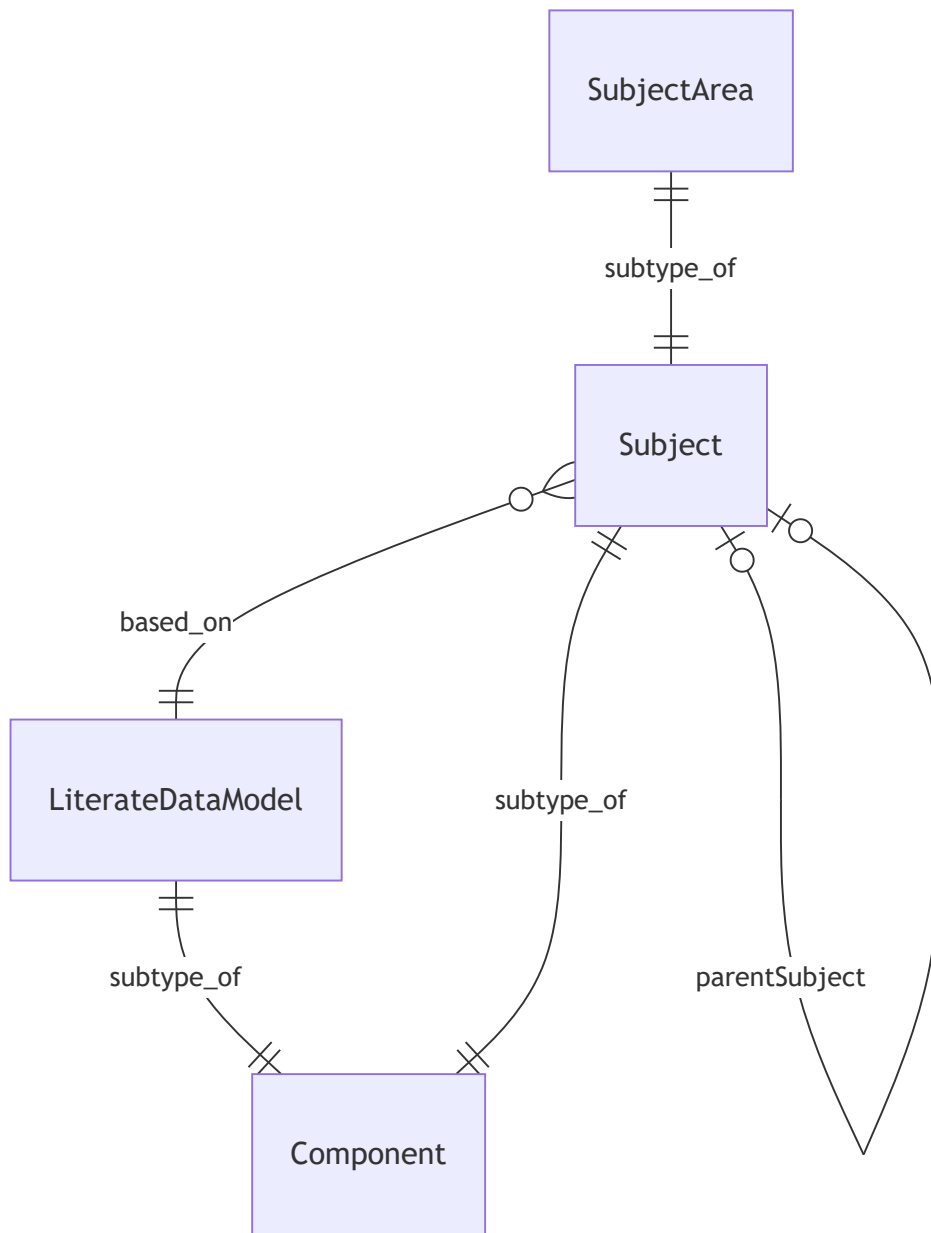 SubjectArea
subtype_of
Subject
based_on
LiterateDataModel
subtype_of
subtype_of
parentSubject
Component